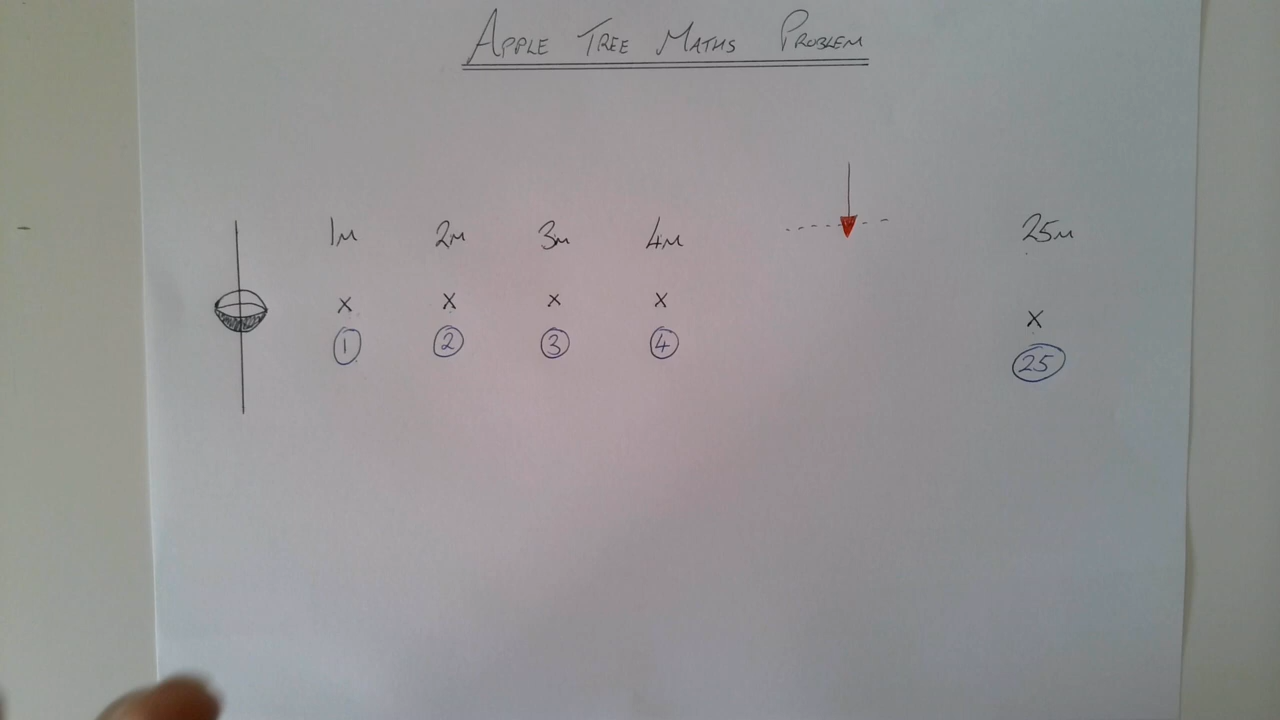 APPLE TREE MATHS PROBLEM
1M 2M 3M 4M 25M
x x x x x
1 2 3 4 25